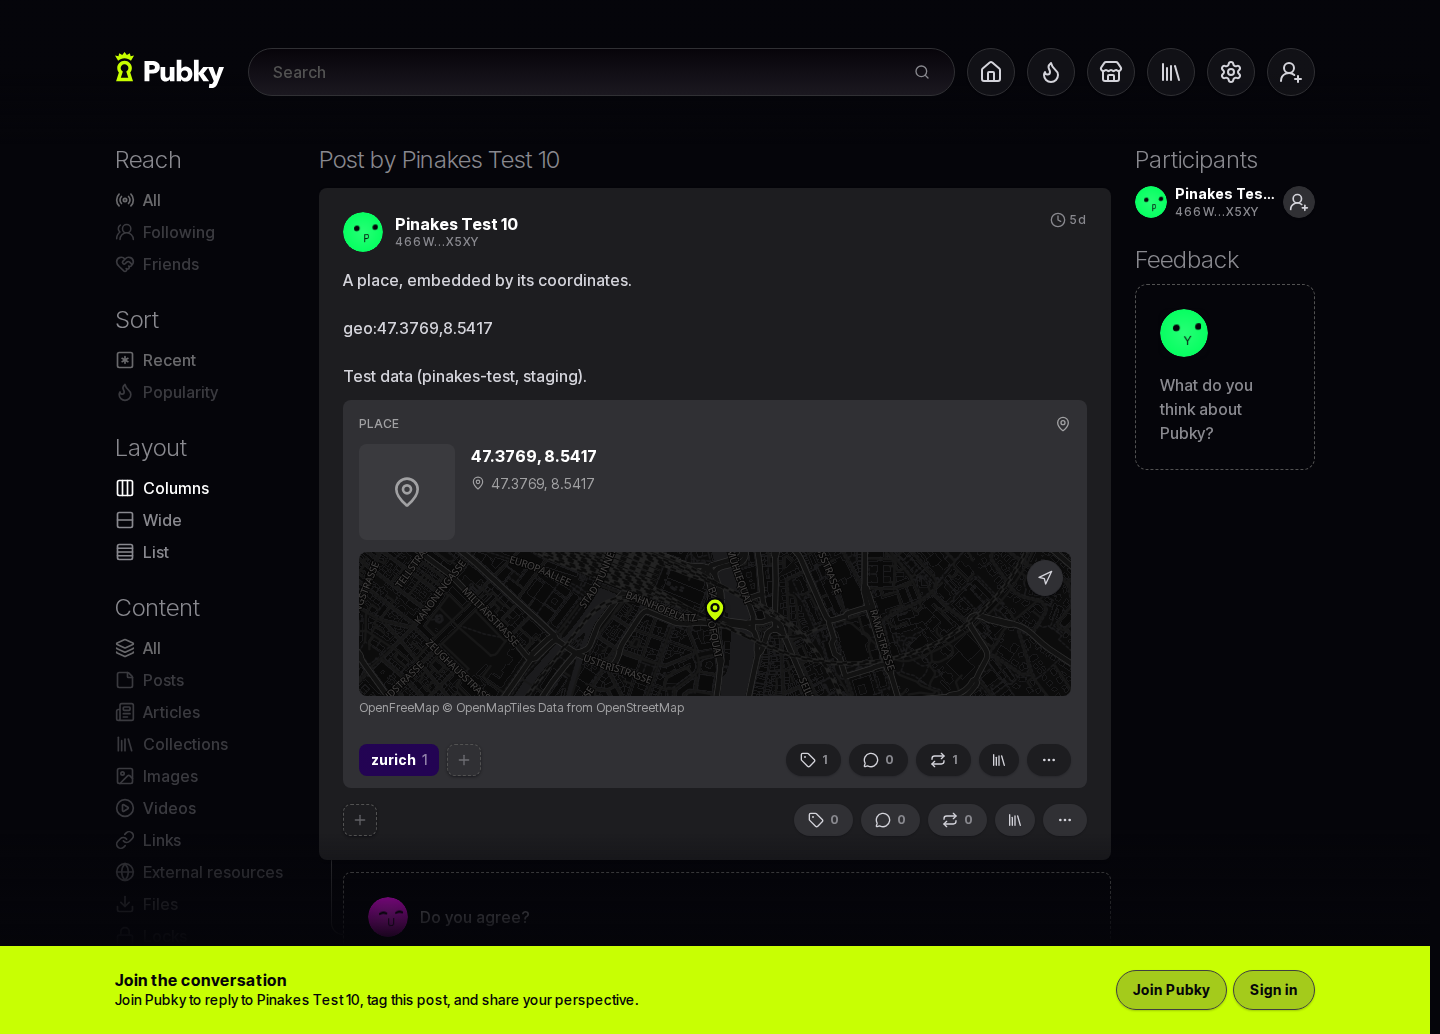 Pubky
Search
Reach
All
Following
Friends
Sort
Recent
Popularity
Layout
Columns
Wide
List
Content
All
Posts
Articles
Collections
Images
Videos
Links
External resources
Files
Post by Pinakes Test 10
Pinakes Test 10
466W...X5XY
5d
A place, embedded by its coordinates.
geo:47.3769,8.5417
Test data (pinakes-test, staging).
PLACE
47.3769, 8.5417
47.3769, 8.5417
TELLSTRA
KANONENGASSE
MILITÄRSTRASSE
EUROPAALLEE
STADTTUNNE
BAHNHOFPLATZ
ZEUGHAUSSTRASSE
USTERISTRASSE
OpenFreeMap © OpenMapTiles Data from OpenStreetMap
zurich 1
1
0
1
0
0
0
Do you agree?
Participants
Pinakes Tes...
466W...X5XY
Feedback
What do you
think about
Pubky?
Join the conversation
Join Pubky to reply to Pinakes Test 10, tag this post, and share your perspective.
Join Pubky
Sign in